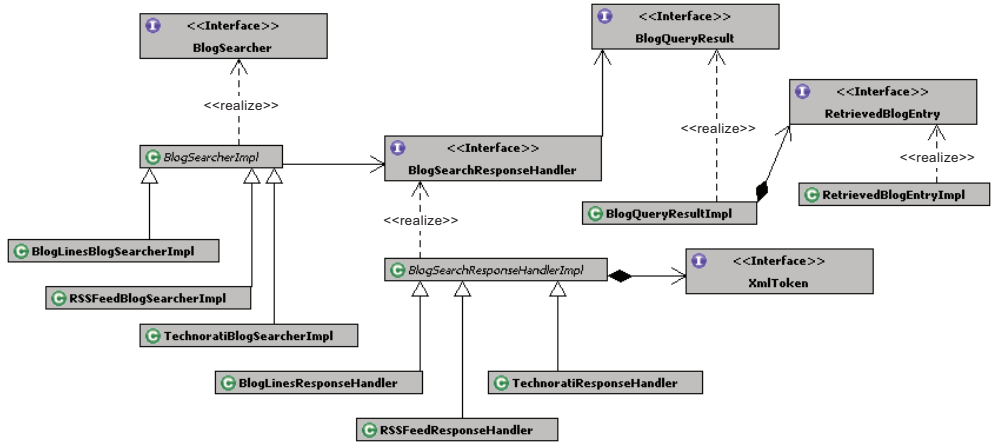 I <<Interface>>
BlogSearcher
I <<Interface>>
BlogQueryResult
<<realize>>
I <<Interface>>
RetrievedBlogEntry
<<realize>>
C BlogSearcherImpl
I <<Interface>>
BlogSearchResponseHandler
<<realize>>
C RetrievedBlogEntryImpl
C BlogQueryResultImpl
<<realize>>
C BlogLinesBlogSearcherImpl
C BlogSearchResponseHandlerImpl
I <<Interface>>
XmlToken
C RSSFeedBlogSearcherImpl
C TechnoratiBlogSearcherImpl
C BlogLinesResponseHandler
C TechnoratiResponseHandler
C RSSFeedResponseHandler